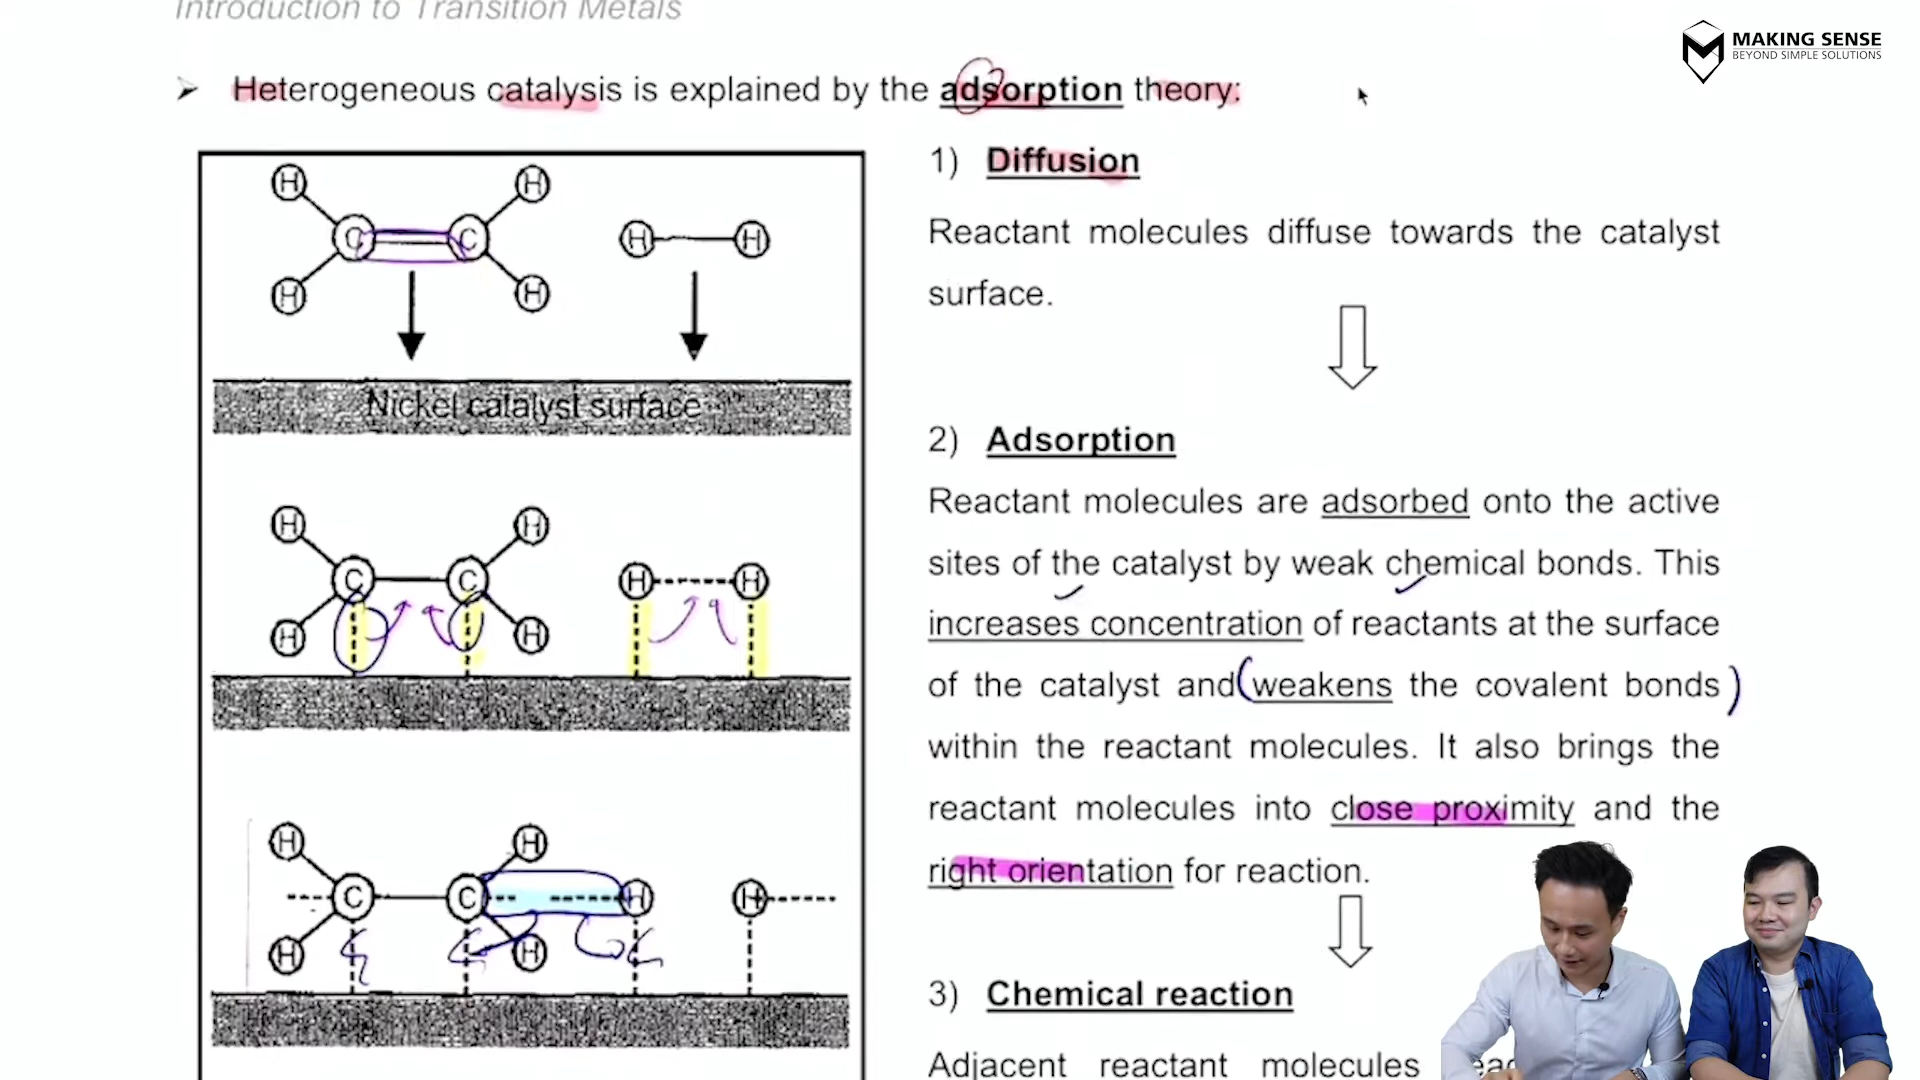 Introduction to Transition Metals
MAKING SENSE
BEYOND SIMPLE SOLUTIONS
➢ Heterogeneous catalysis is explained by the adsorption theory:
H H
C C H H
H H
Nickel catalyst surface
H H
C C H H
H H
H H
C C H H
H H
1) Diffusion
Reactant molecules diffuse towards the catalyst
surface.
2) Adsorption
Reactant molecules are adsorbed onto the active
sites of the catalyst by weak chemical bonds. This
increases concentration of reactants at the surface
of the catalyst and (weakens the covalent bonds)
within the reactant molecules. It also brings the
reactant molecules into close proximity and the
right orientation for reaction.
3) Chemical reaction
Adjacent reactant molecules